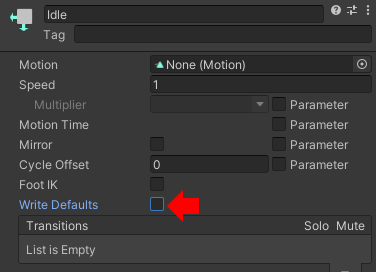 Idle
Tag
Motion None (Motion)
Speed 1
Multiplier Parameter
Motion Time Parameter
Mirror Parameter
Cycle Offset 0 Parameter
Foot IK
Write Defaults
Transitions Solo Mute
List is Empty